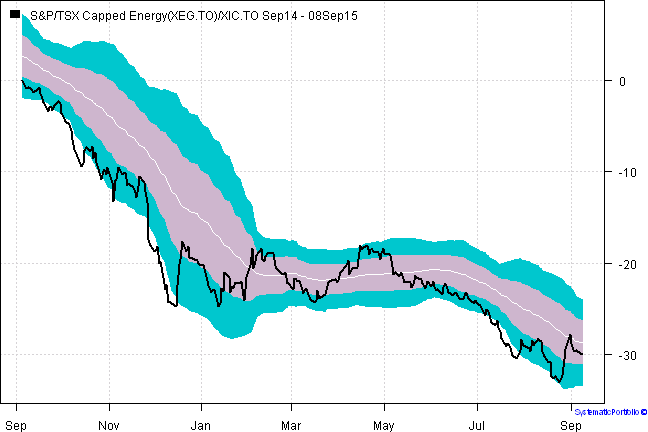 S&P/TSX Capped Energy(XEG.TO)/XIC.TO Sep14 - 08Sep15
0
-10
-20
-30
Sep Nov Jan Mar May Jul Sep
SystematicPortfolio ©